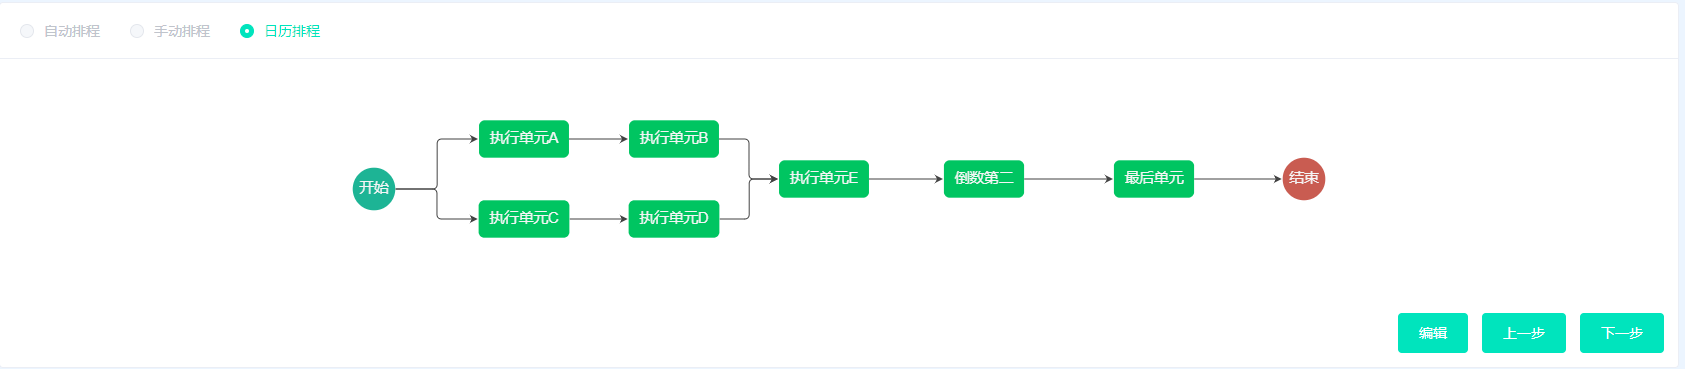 自动排程 手动排程 日历排程
执行单元A 执行单元B
开始 执行单元E 倒数第二 最后单元 结束
执行单元C 执行单元D
编辑 上一步 下一步